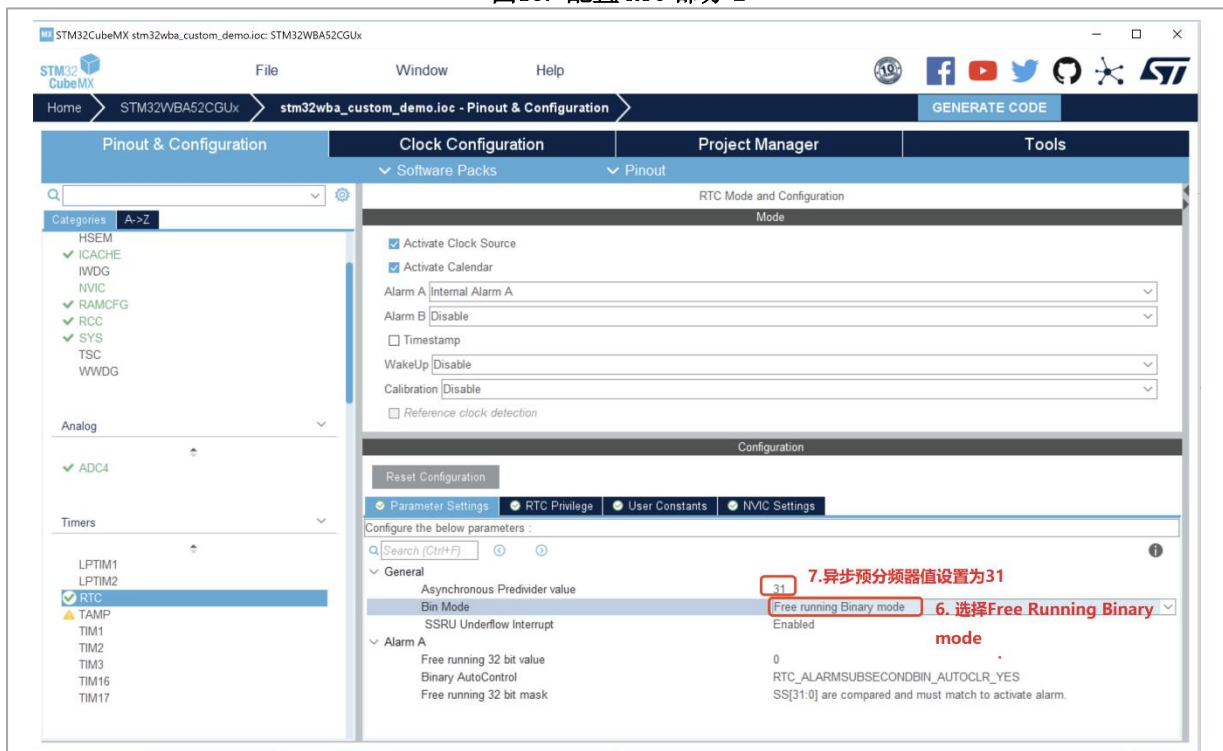 STM32CubeMX stm32wba_custom_demo.ioc: STM32WBA52CGUx
STM32 CubeMX
File Window Help
Home STM32WBA52CGUx stm32wba_custom_demo.ioc - Pinout & Configuration GENERATE CODE
Pinout & Configuration Clock Configuration Project Manager Tools
Software Packs Pinout
Categories A->Z
HSEM
ICACHE
IWDG
NVIC
RAMCFG
RCC
SYS
TSC
WWDG
Analog
ADC4
Timers
LPTIM1
LPTIM2
RTC
TAMP
TIM1
TIM2
TIM3
TIM16
TIM17
RTC Mode and Configuration
Mode
Activate Clock Source
Activate Calendar
Alarm A Internal Alarm A
Alarm B Disable
Timestamp
WakeUp Disable
Calibration Disable
Reference clock detection
Configuration
Reset Configuration
Parameter Settings RTC Privilege User Constants NVIC Settings
Configure the below parameters :
Search (Ctrl+F)
General
Asynchronous Predivider value 31
7.异步预分频器值设置为31
Bin Mode Free running Binary mode
6. 选择Free Running Binary
mode
SSRU Underflow Interrupt Enabled
Alarm A
Free running 32 bit value 0
Binary AutoControl RTC_ALARMSUBSECONDBIN_AUTOCLR_YES
Free running 32 bit mask SS[31:0] are compared and must match to activate alarm.